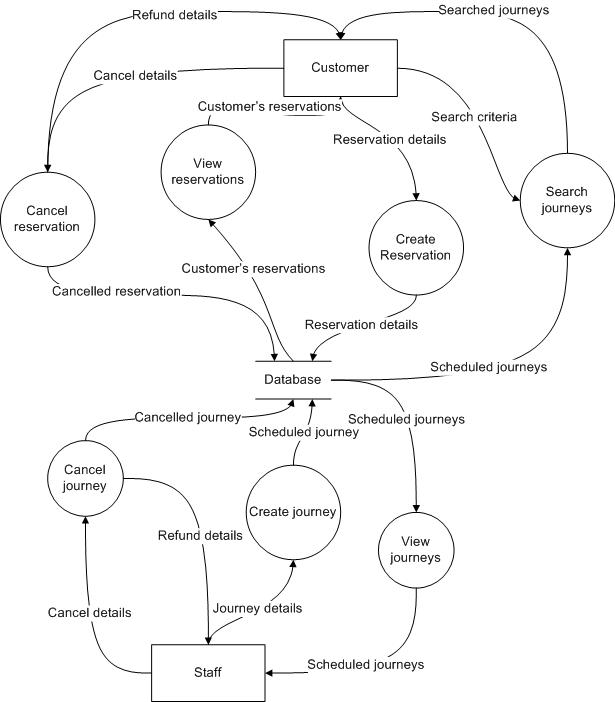 Refund details
Searched journeys
Customer
Cancel details
Customer's reservations
Search criteria
Reservation details
View
reservations
Search
journeys
Cancel
reservation
Create
Reservation
Customer's reservations
Cancelled reservation
Reservation details
Scheduled journeys
Database
Cancelled journey
Scheduled journey
Scheduled journeys
Cancel
journey
Create journey
Refund details
View
journeys
Cancel details
Journey details
Scheduled journeys
Staff